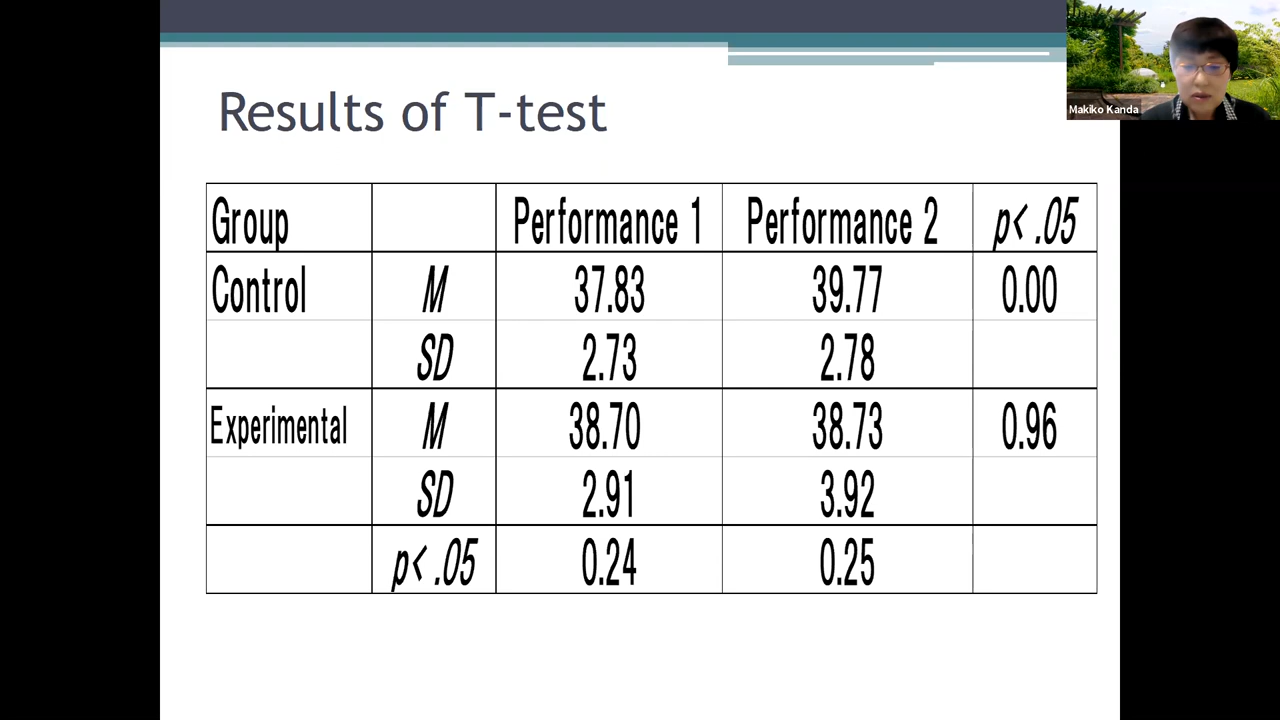 Makiko Kanda
Results of T-test
Group Performance 1 Performance 2 p< .05
Control M 37.83 39.77 0.00
SD 2.73 2.78
Experimental M 38.70 38.73 0.96
SD 2.91 3.92
p< .05 0.24 0.25